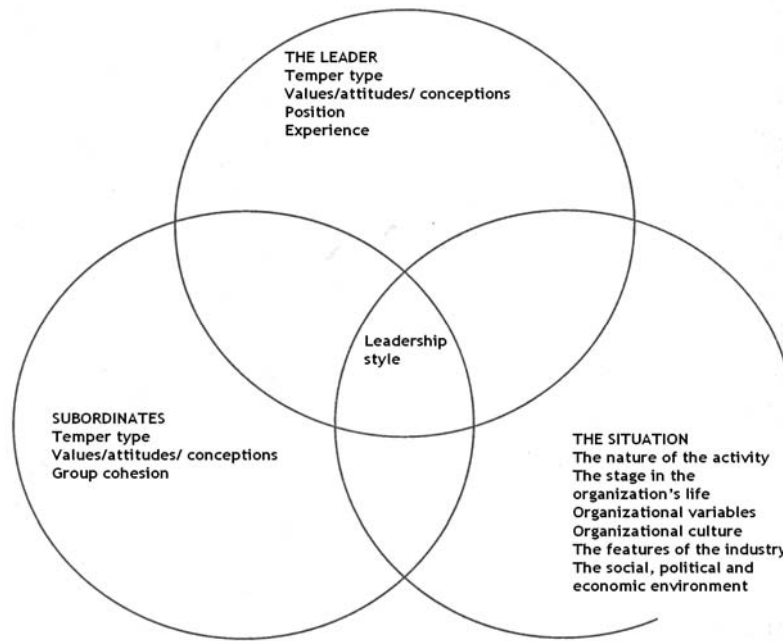 THE LEADER
Temper type
Values/attitudes/ conceptions
Position
Experience
Leadership
style
SUBORDINATES
Temper type
Values/attitudes/ conceptions
Group cohesion
THE SITUATION
The nature of the activity
The stage in the
organization's life
Organizational variables
Organizational culture
The features of the industry
The social, political and
economic environment